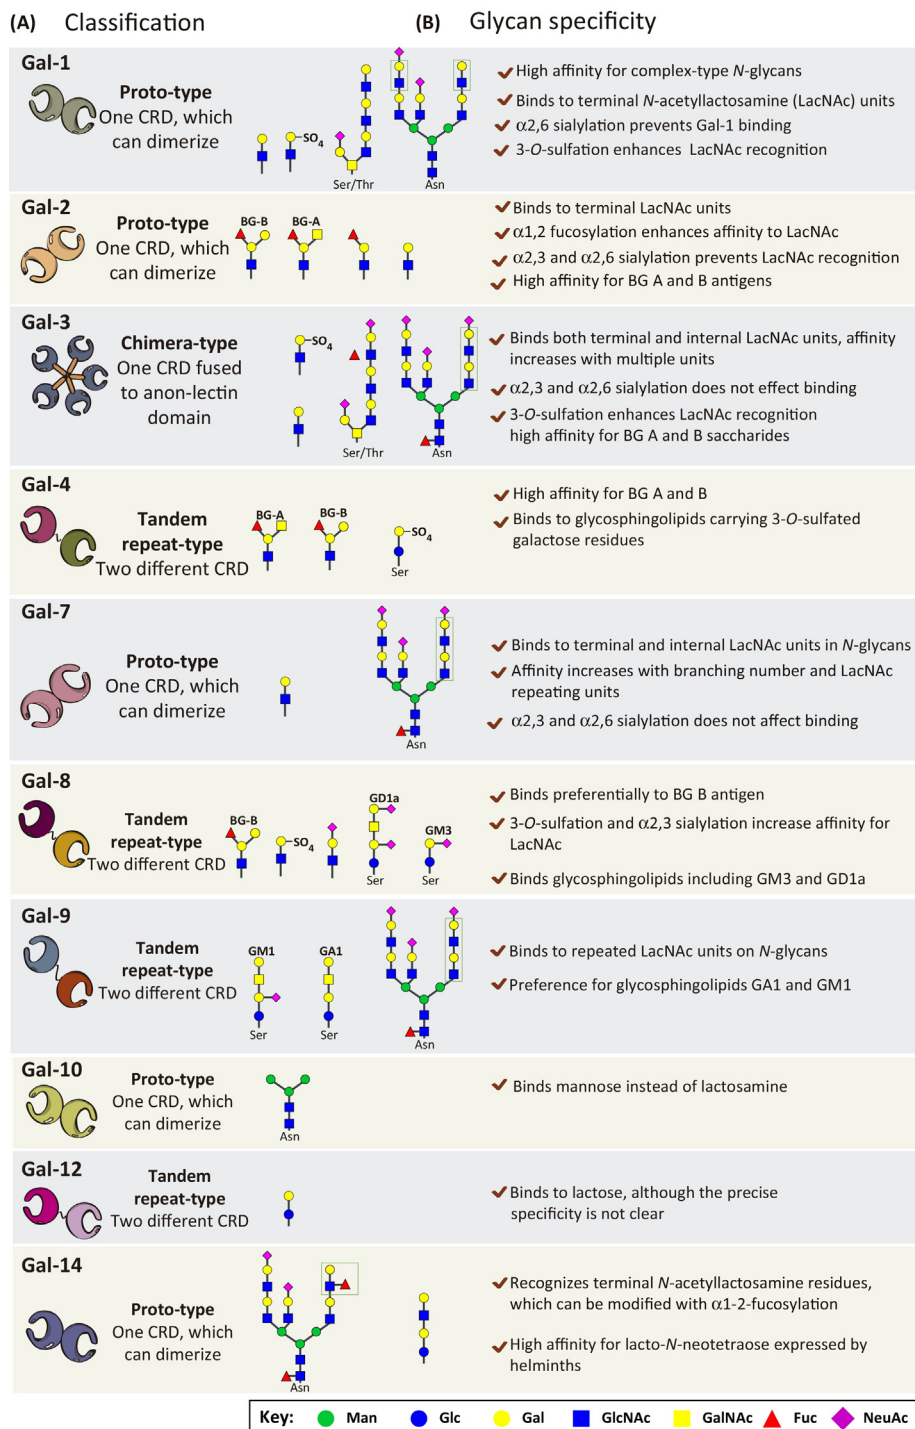 (A) Classification
(B) Glycan specificity
Gal-1
Proto-type
One CRD, which
can dimerize
SO4
Ser/Thr
Asn
High affinity for complex-type N-glycans
Binds to terminal N-acetyllactosamine (LacNAc) units
α2,6 sialylation prevents Gal-1 binding
3-O-sulfation enhances LacNAc recognition
Gal-2
Proto-type
One CRD, which
can dimerize
BG-B
BG-A
Binds to terminal LacNAc units
α1,2 fucosylation enhances affinity to LacNAc
α2,3 and α2,6 sialylation prevents LacNAc recognition
High affinity for BG A and B antigens
Gal-3
Chimera-type
One CRD fused
to anon-lectin
domain
SO4
Ser/Thr
Asn
Binds both terminal and internal LacNAc units, affinity
increases with multiple units
α2,3 and α2,6 sialylation does not effect binding
3-O-sulfation enhances LacNAc recognition
high affinity for BG A and B saccharides
Gal-4
Tandem
repeat-type
Two different CRD
BG-A
BG-B
SO4
Ser
High affinity for BG A and B
Binds to glycosphingolipids carrying 3-O-sulfated
galactose residues
Gal-7
Proto-type
One CRD, which
can dimerize
Asn
Binds to terminal and internal LacNAc units in N-glycans
Affinity increases with branching number and LacNAc
repeating units
α2,3 and α2,6 sialylation does not affect binding
Gal-8
Tandem
repeat-type
Two different CRD
BG-B
SO4
GD1a
Ser
GM3
Ser
Binds preferentially to BG B antigen
3-O-sulfation and α2,3 sialylation increase affinity for
LacNAc
Binds glycosphingolipids including GM3 and GD1a
Gal-9
Tandem
repeat-type
Two different CRD
GM1
Ser
GA1
Ser
Asn
Binds to repeated LacNAc units on N-glycans
Preference for glycosphingolipids GA1 and GM1
Gal-10
Proto-type
One CRD, which
can dimerize
Asn
Binds mannose instead of lactosamine
Gal-12
Tandem
repeat-type
Two different CRD
Binds to lactose, although the precise
specificity is not clear
Gal-14
Proto-type
One CRD, which
can dimerize
Asn
Recognizes terminal N-acetyllactosamine residues,
which can be modified with α1-2-fucosylation
High affinity for lacto-N-neotetraose expressed by
helminths
Key: Man Glc Gal GlcNAc GalNAc Fuc NeuAc